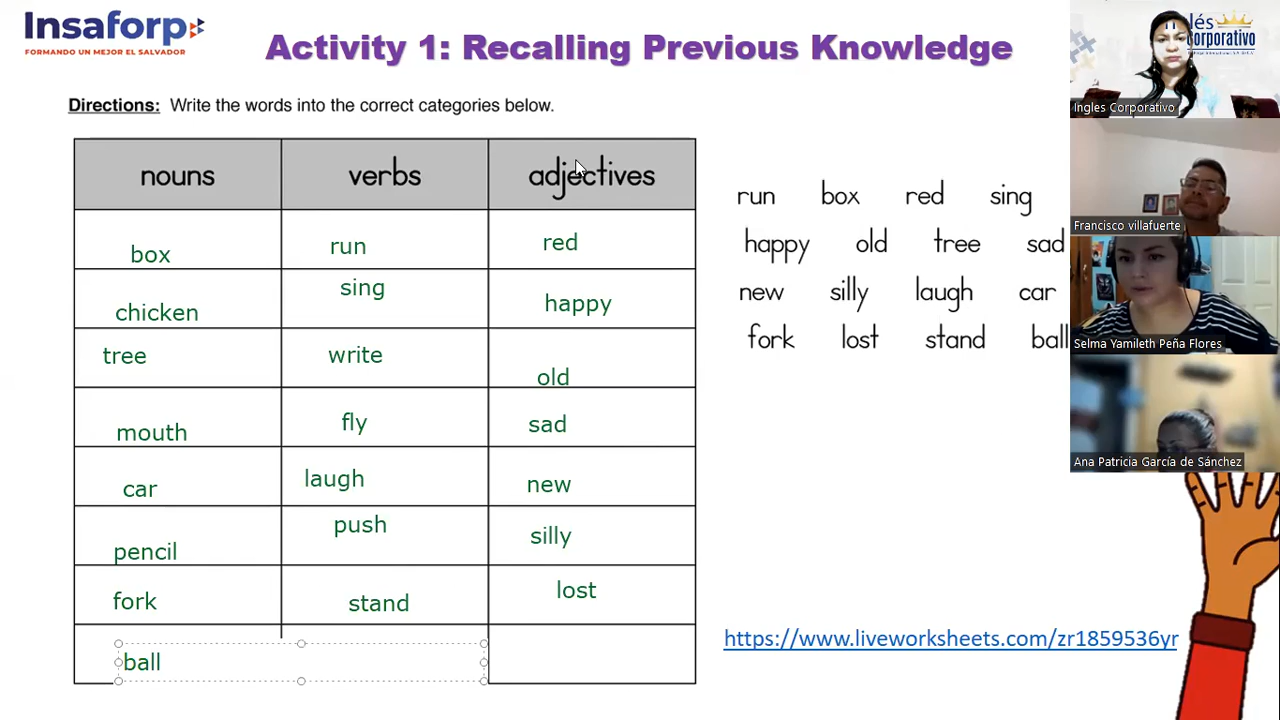 Insaforp
FORMANDO UN MEJOR EL SALVADOR
Activity 1: Recalling Previous Knowledge
Directions: Write the words into the correct categories below.
nouns verbs adjectives
box run red
chicken sing happy
tree write old
mouth fly sad
car laugh new
pencil push silly
fork stand lost
ball
run box red sing
happy old tree sad
new silly laugh car
fork lost stand ball
https://www.liveworksheets.com/zr1859536yr
Corporativo
Ingles Corporativo
Francisco villafuerte
Selma Yamileth Peña Flores
Ana Patricia García de Sánchez